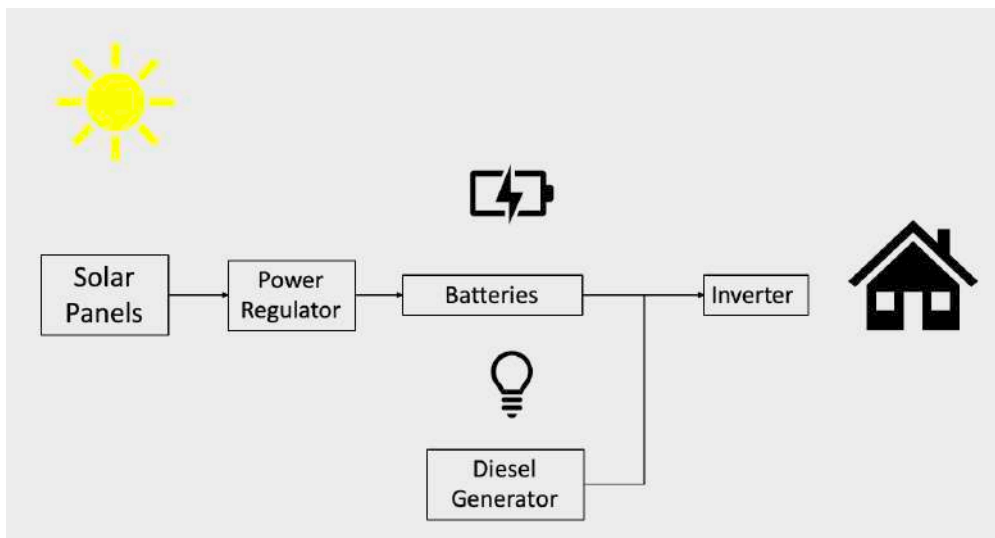 Solar
Panels
Power
Regulator
Batteries
Inverter
Diesel
Generator